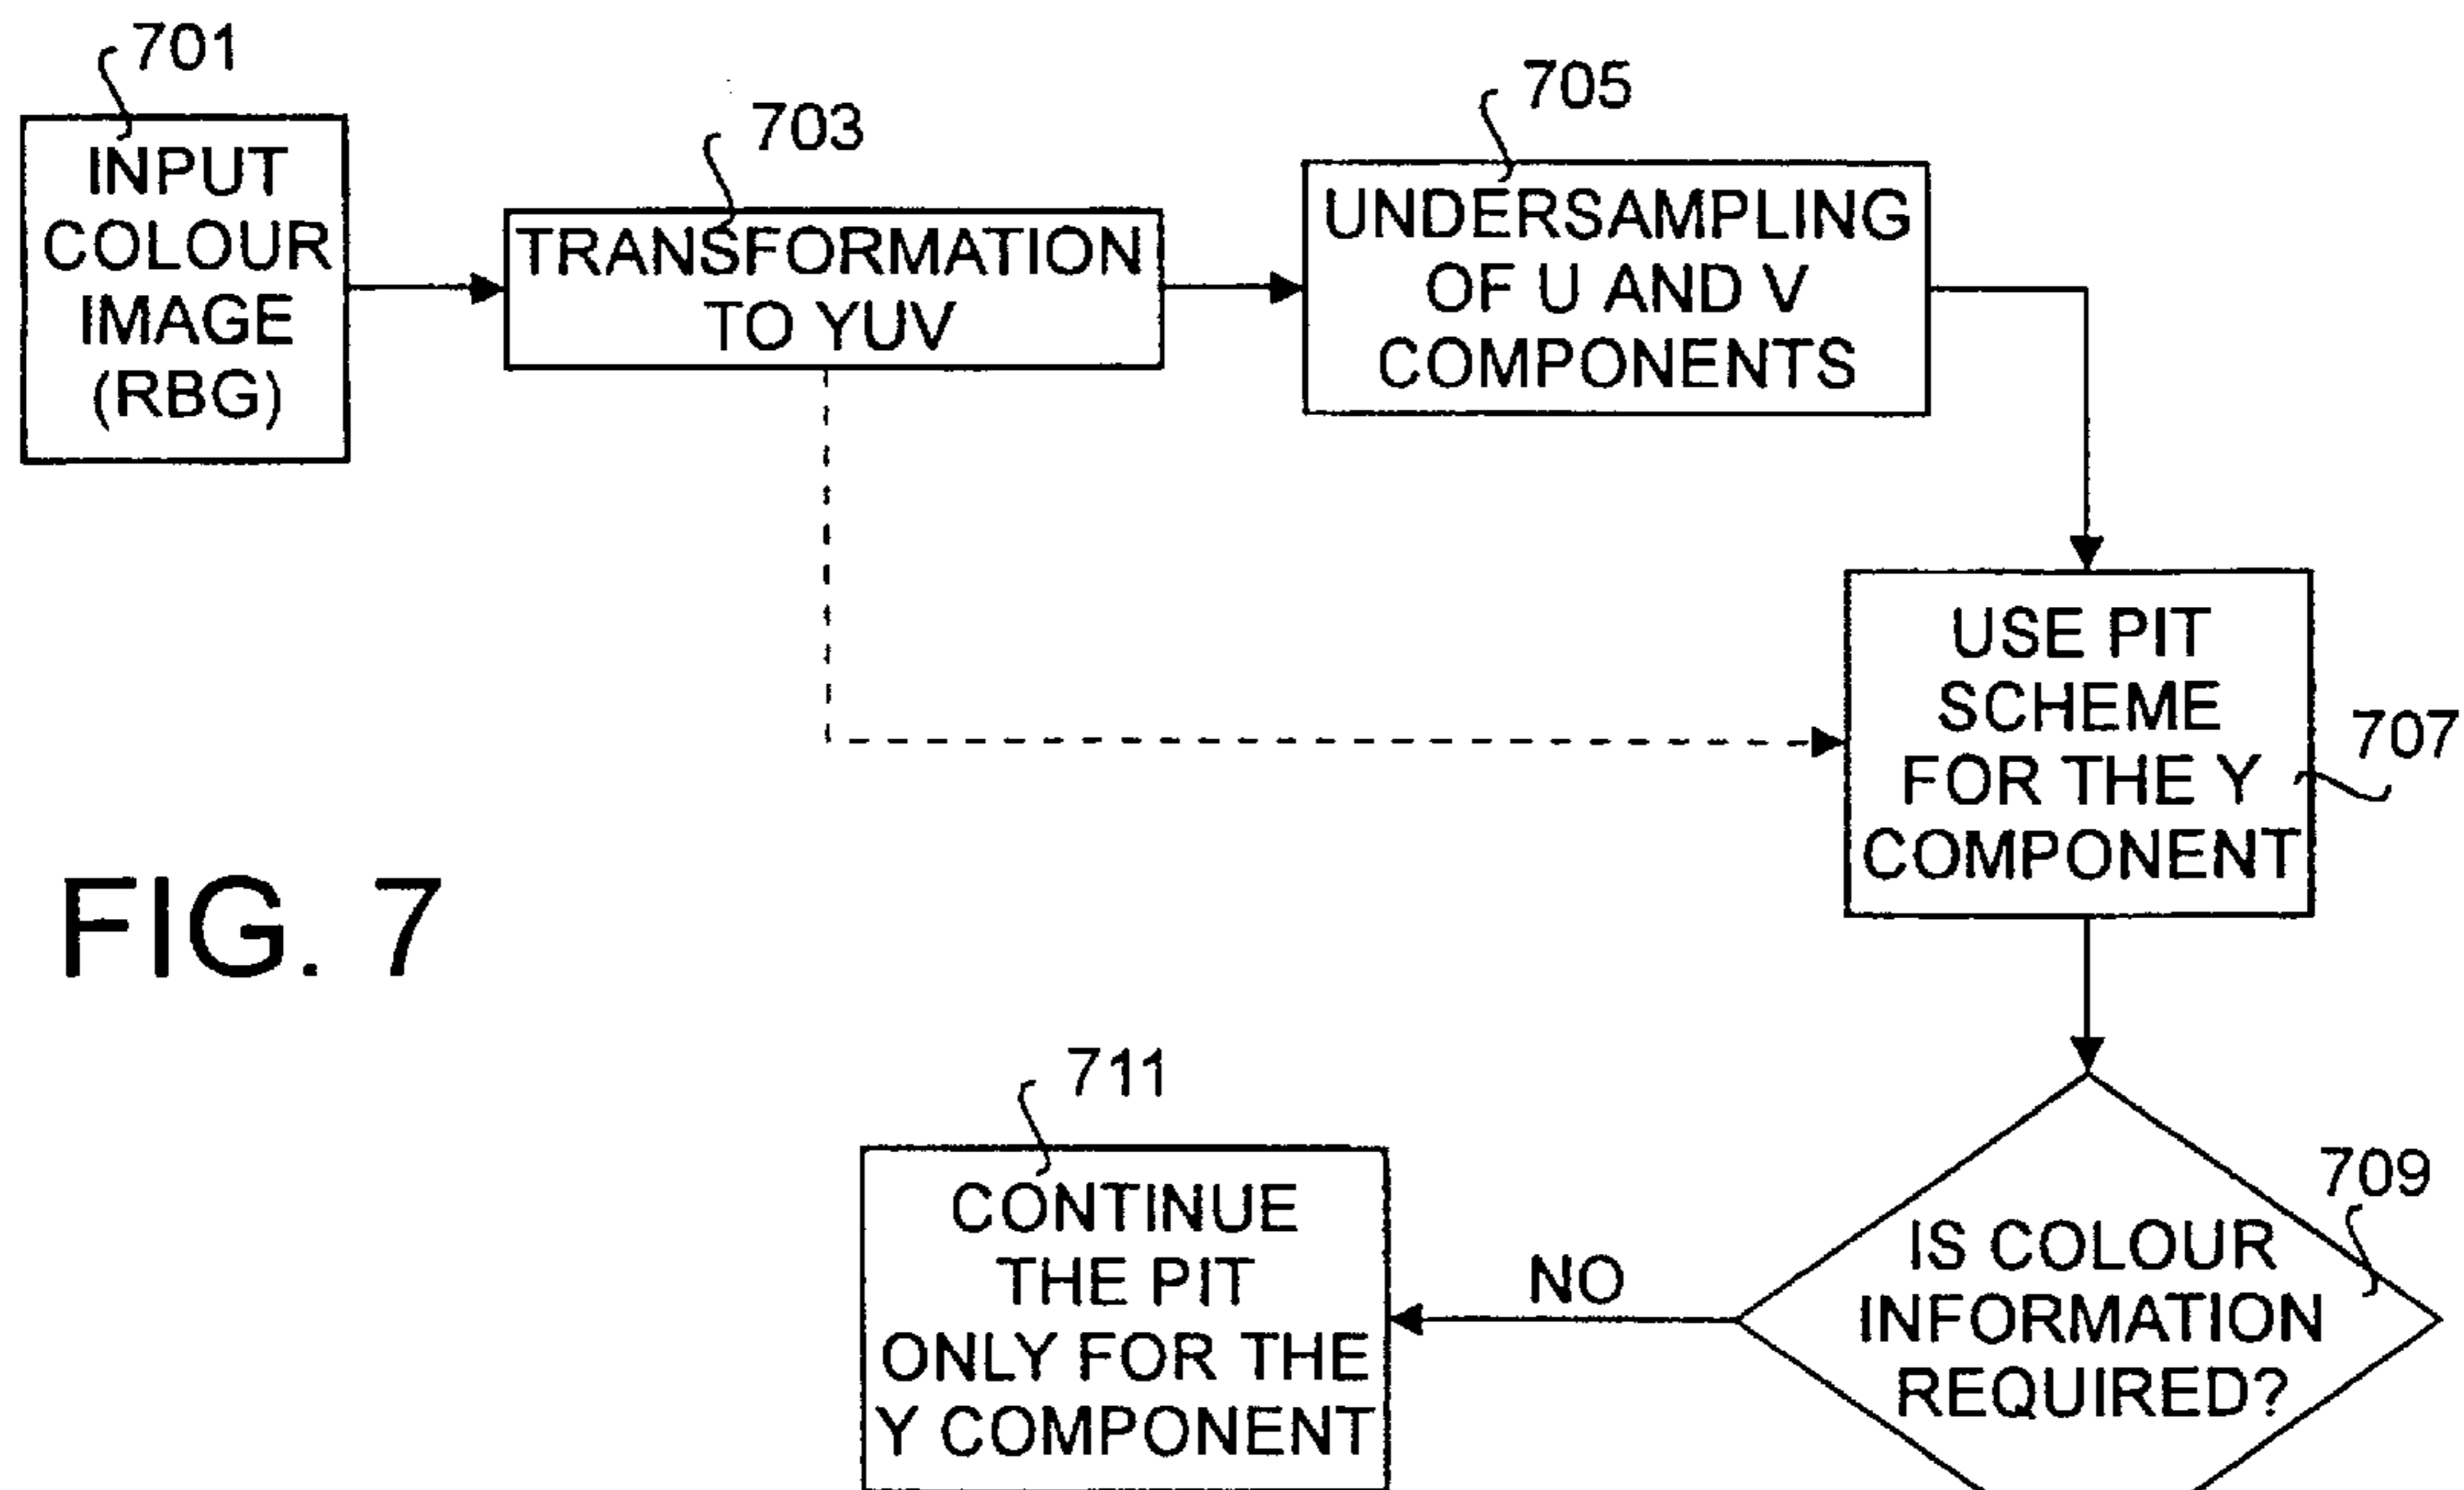 701
INPUT
COLOUR
IMAGE
(RBG)
703
TRANSFORMATION
TO YUV
705
UNDERSAMPLING
OF U AND V
COMPONENTS
USE PIT
SCHEME
FOR THE Y
COMPONENT
707
FIG. 7
711
CONTINUE
THE PIT
ONLY FOR THE
Y COMPONENT
NO
709
IS COLOUR
INFORMATION
REQUIRED?